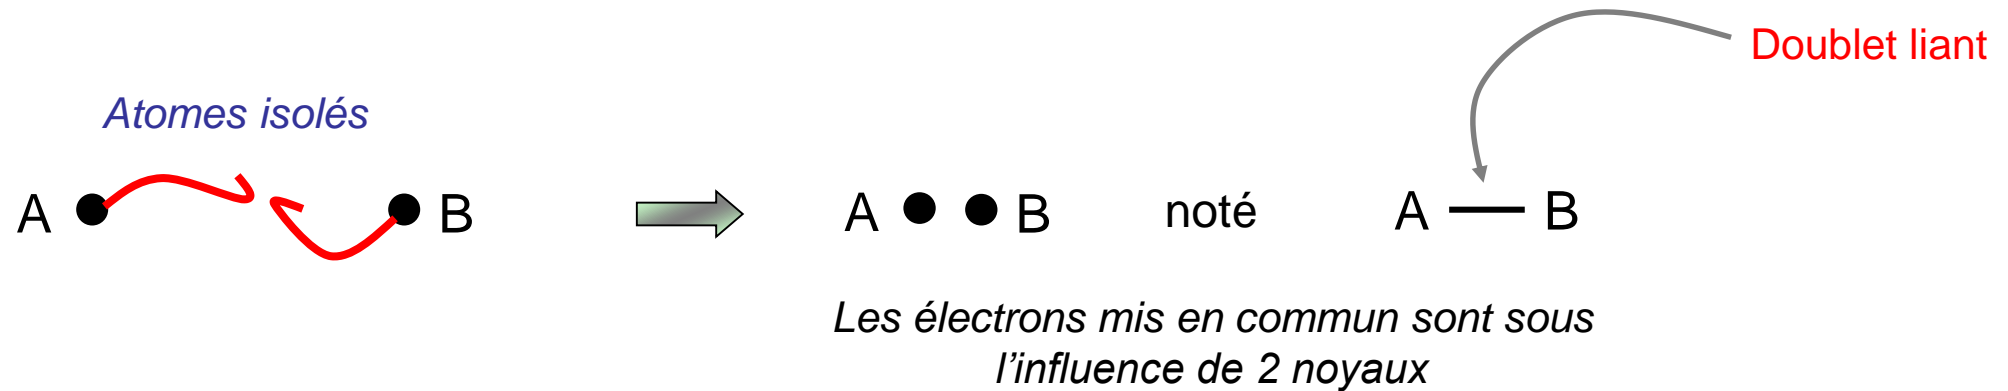 Doublet liant
Atomes isolés
A B A B noté A B
Les électrons mis en commun sont sous
l’influence de 2 noyaux